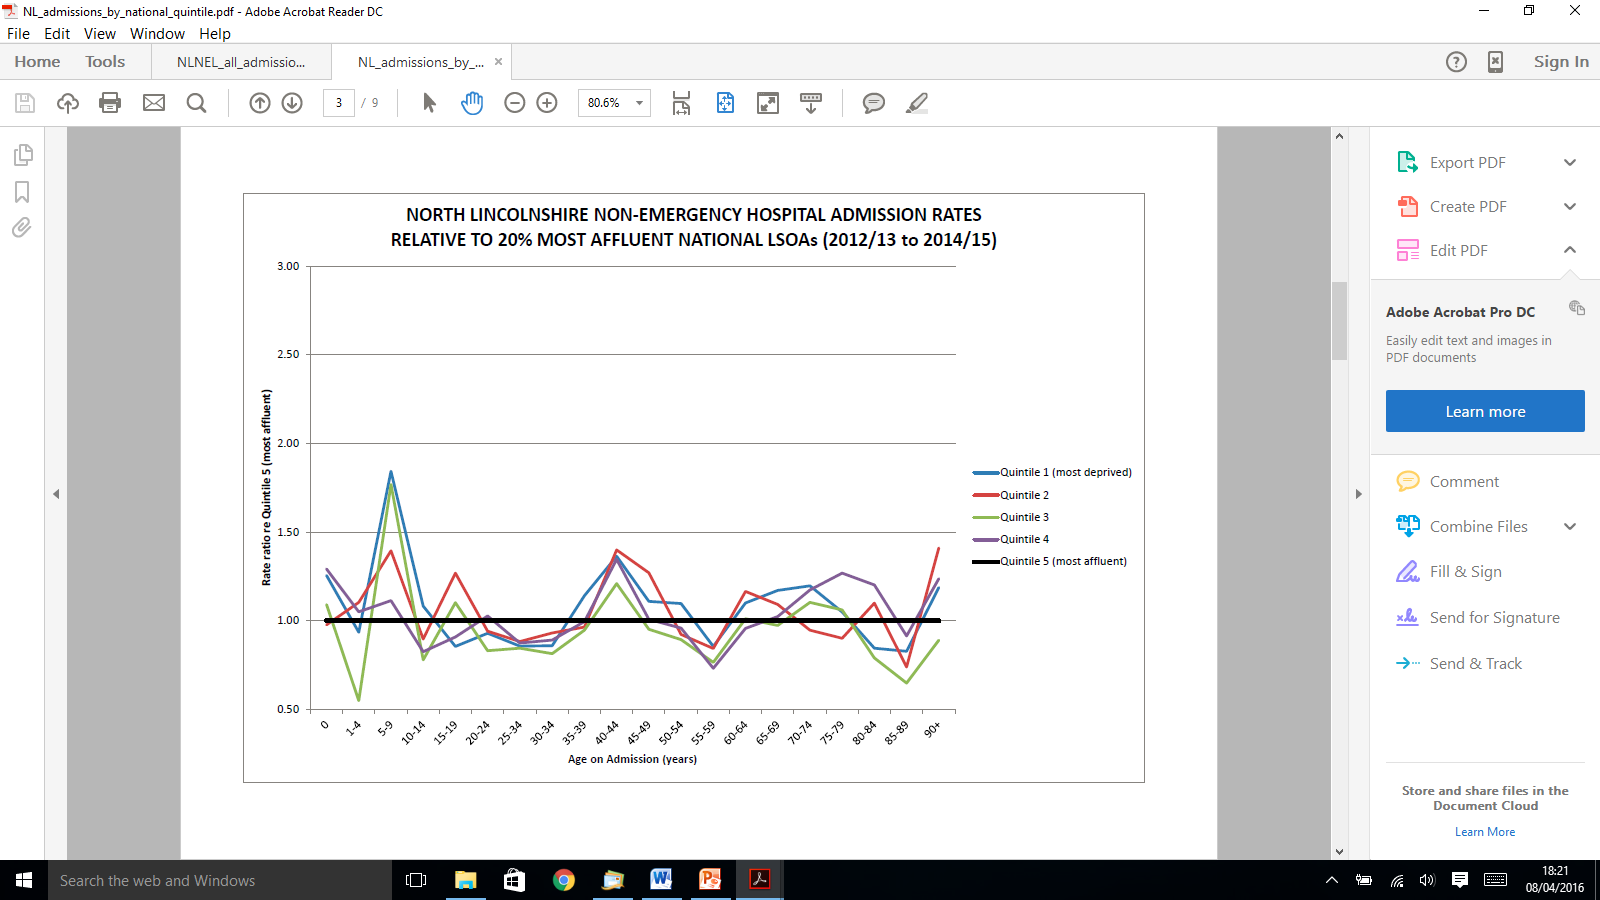 NL_admissions_by_national_quintile.pdf - Adobe Acrobat Reader DC
File Edit View Window Help
Home Tools NLNEL_all_admissio... NL_admissions_by_... × Sign In
3 / 9 80.6%
NORTH LINCOLNSHIRE NON-EMERGENCY HOSPITAL ADMISSION RATES
RELATIVE TO 20% MOST AFFLUENT NATIONAL LSOAs (2012/13 to 2014/15)
3.00
2.50
2.00
1.50
1.00
0.50
Rate ratio re Quintile 5 (most affluent)
0 1-4 5-9 10-14 15-19 20-24 25-34 30-34 35-39 40-44 45-49 50-54 55-59 60-64 65-69 70-74 75-79 80-84 85-89 90+
Age on Admission (years)
Quintile 1 (most deprived)
Quintile 2
Quintile 3
Quintile 4
Quintile 5 (most affluent)
Export PDF
Create PDF
Edit PDF
Adobe Acrobat Pro DC
Easily edit text and images in
PDF documents
Learn more
Comment
Combine Files
Fill & Sign
Send for Signature
Send & Track
Store and share files in the
Document Cloud
Learn More
Search the web and Windows
18:21
08/04/2016